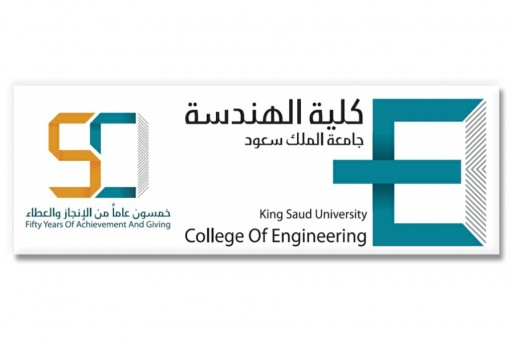 كلية الهندسة
جامعة الملك سعود
King Saud University
College Of Engineering
50
خمسون عاماً من الإنجاز والعطاء
Fifty Years Of Achievement And Giving